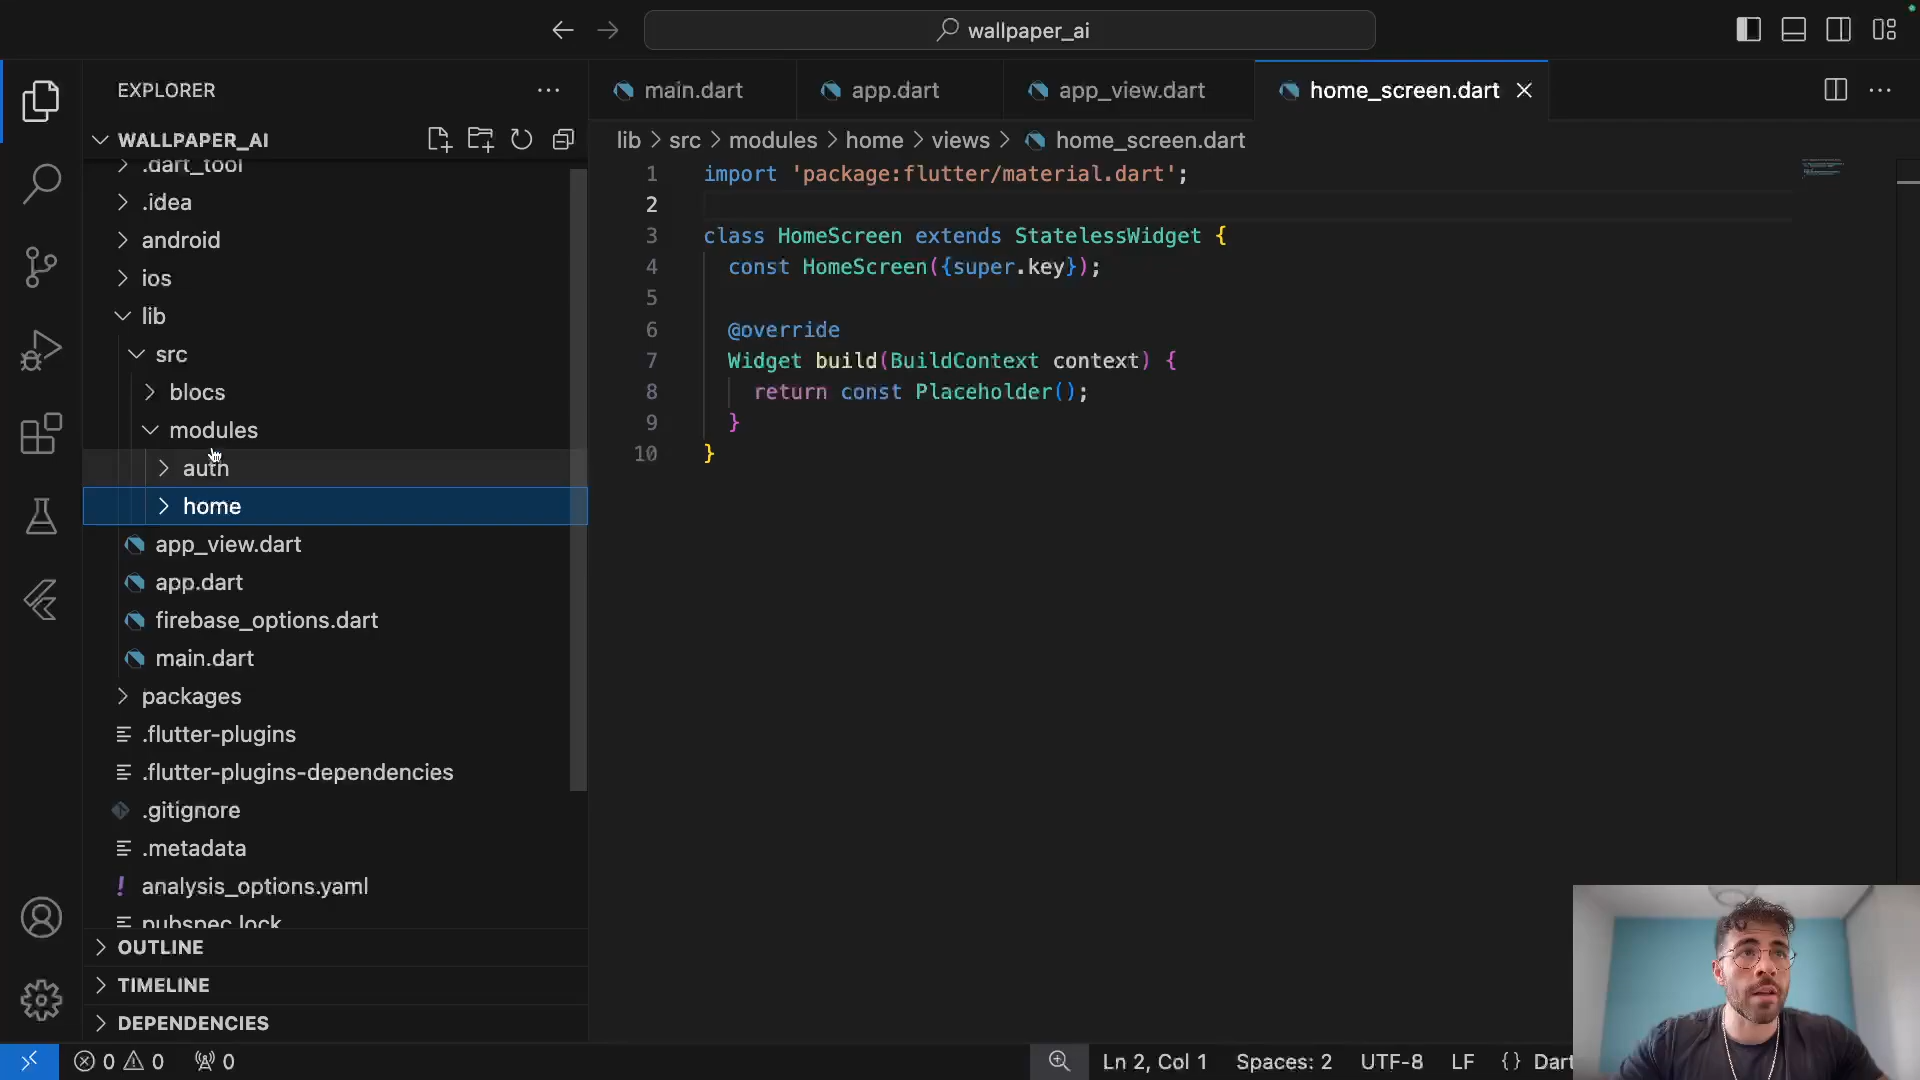 wallpaper_ai
EXPLORER
main.dart
app.dart
app_view.dart
home_screen.dart
WALLPAPER_AI
lib > src > modules > home > views > home_screen.dart
.dart_tool
.idea
android
ios
lib
src
blocs
modules
auth
home
app_view.dart
app.dart
firebase_options.dart
main.dart
packages
.flutter-plugins
.flutter-plugins-dependencies
.gitignore
.metadata
! analysis_options.yaml
pubspec.lock
OUTLINE
TIMELINE
DEPENDENCIES
1 import 'package:flutter/material.dart';
2
3 class HomeScreen extends StatelessWidget {
4 const HomeScreen({super.key});
5
6 @override
7 Widget build(BuildContext context) {
8 return const Placeholder();
9 }
10 }
0 0 0
Ln 2, Col 1 Spaces: 2 UTF-8 LF {} Dart